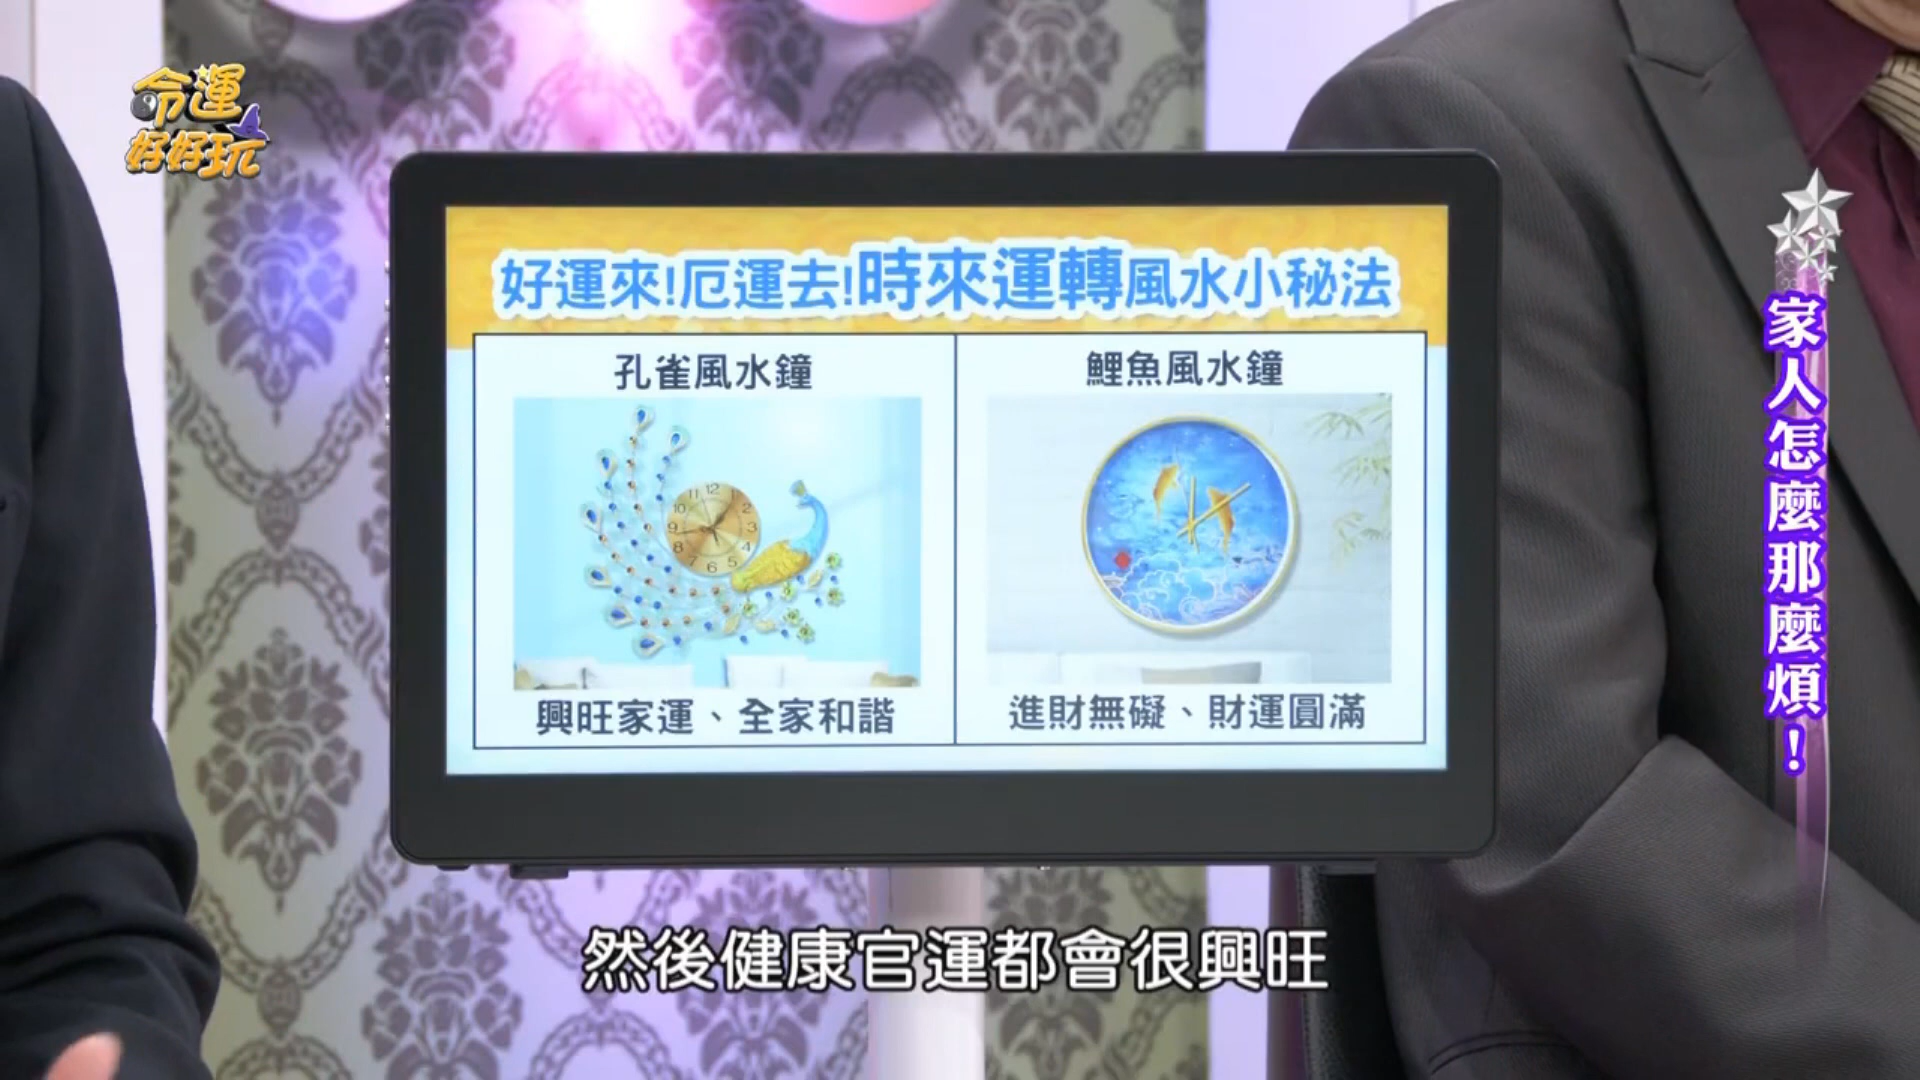 命運
好好玩
好運來!厄運去!時來運轉風水小秘法
孔雀風水鐘
鯉魚風水鐘
興旺家運、全家和諧
進財無礙、財運圓滿
家人怎麼那麼煩！
然後健康官運都會很興旺